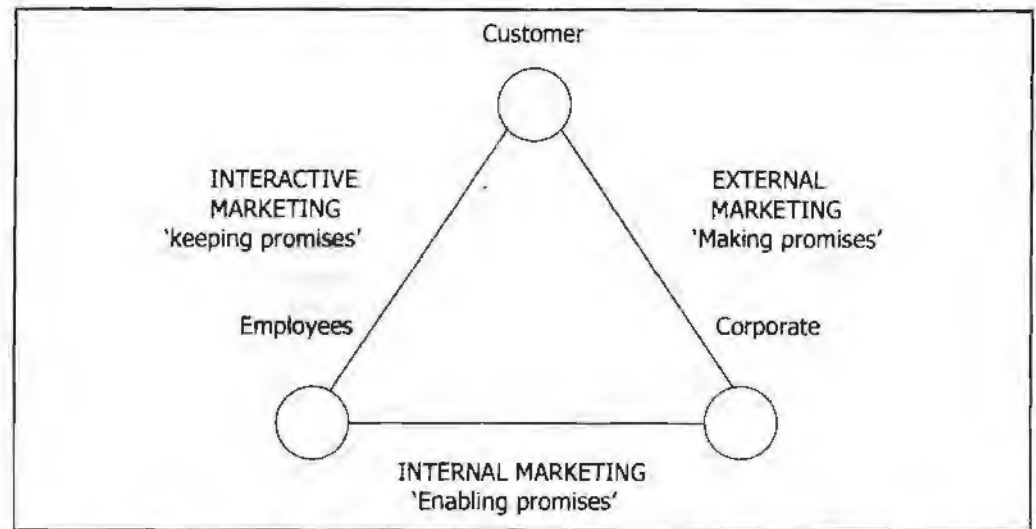 Customer
INTERACTIVE
MARKETING
'keeping promises'
EXTERNAL
MARKETING
'Making promises'
Employees
Corporate
INTERNAL MARKETING
'Enabling promises'